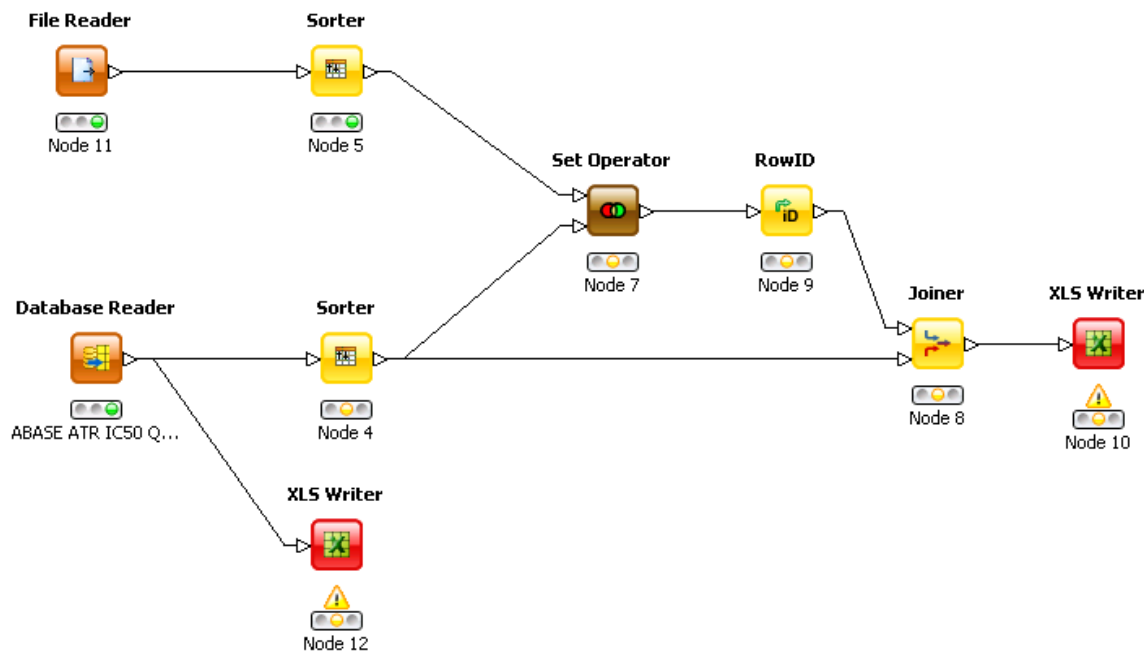 File Reader
Sorter
Node 11
Node 5
Set Operator
RowID
iD
Node 7
Node 9
Database Reader
Sorter
Joiner
XLS Writer
ABASE ATR IC50 Q...
Node 4
Node 8
Node 10
XLS Writer
Node 12